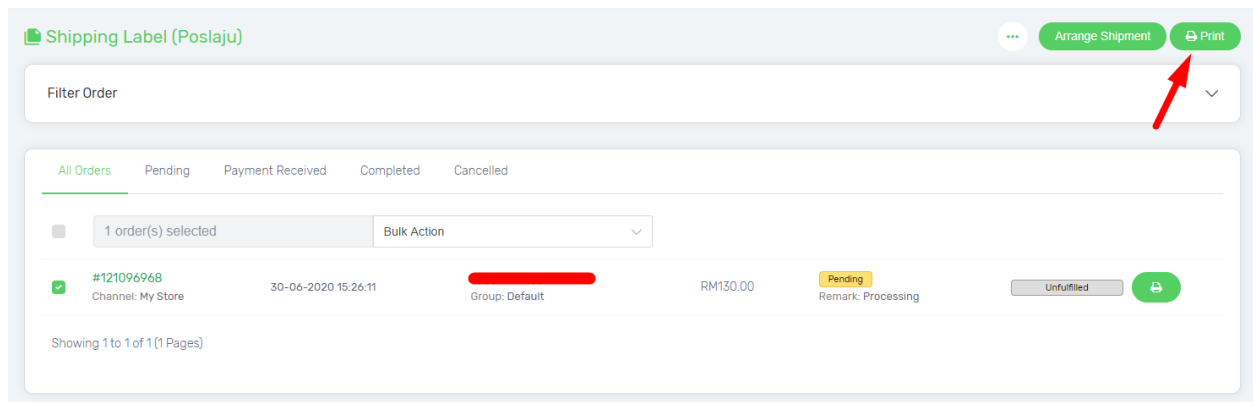 Shipping Label (Poslaju)
Arrange Shipment
Print
Filter Order
All Orders Pending Payment Received Completed Cancelled
1 order(s) selected Bulk Action
#121096968 30-06-2020 15:26:11 RM130.00 Pending Unfulfilled
Channel: My Store Group: Default Remark: Processing
Showing 1 to 1 of 1 (1 Pages)